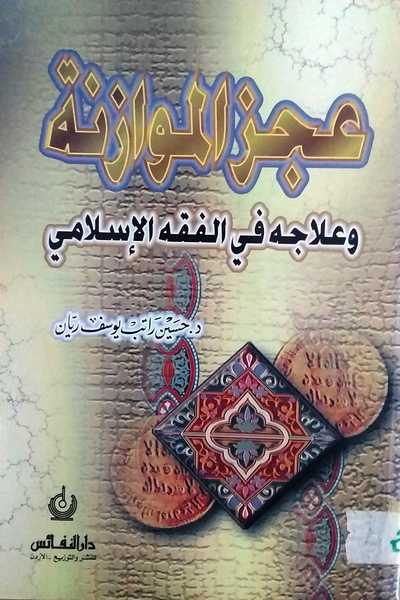 عجز الموازنة
وعلاجه في الفقه الإسلامي
د. حسين راتب يوسف ريان
دار النفائس
للنشر والتوزيع - الأردن